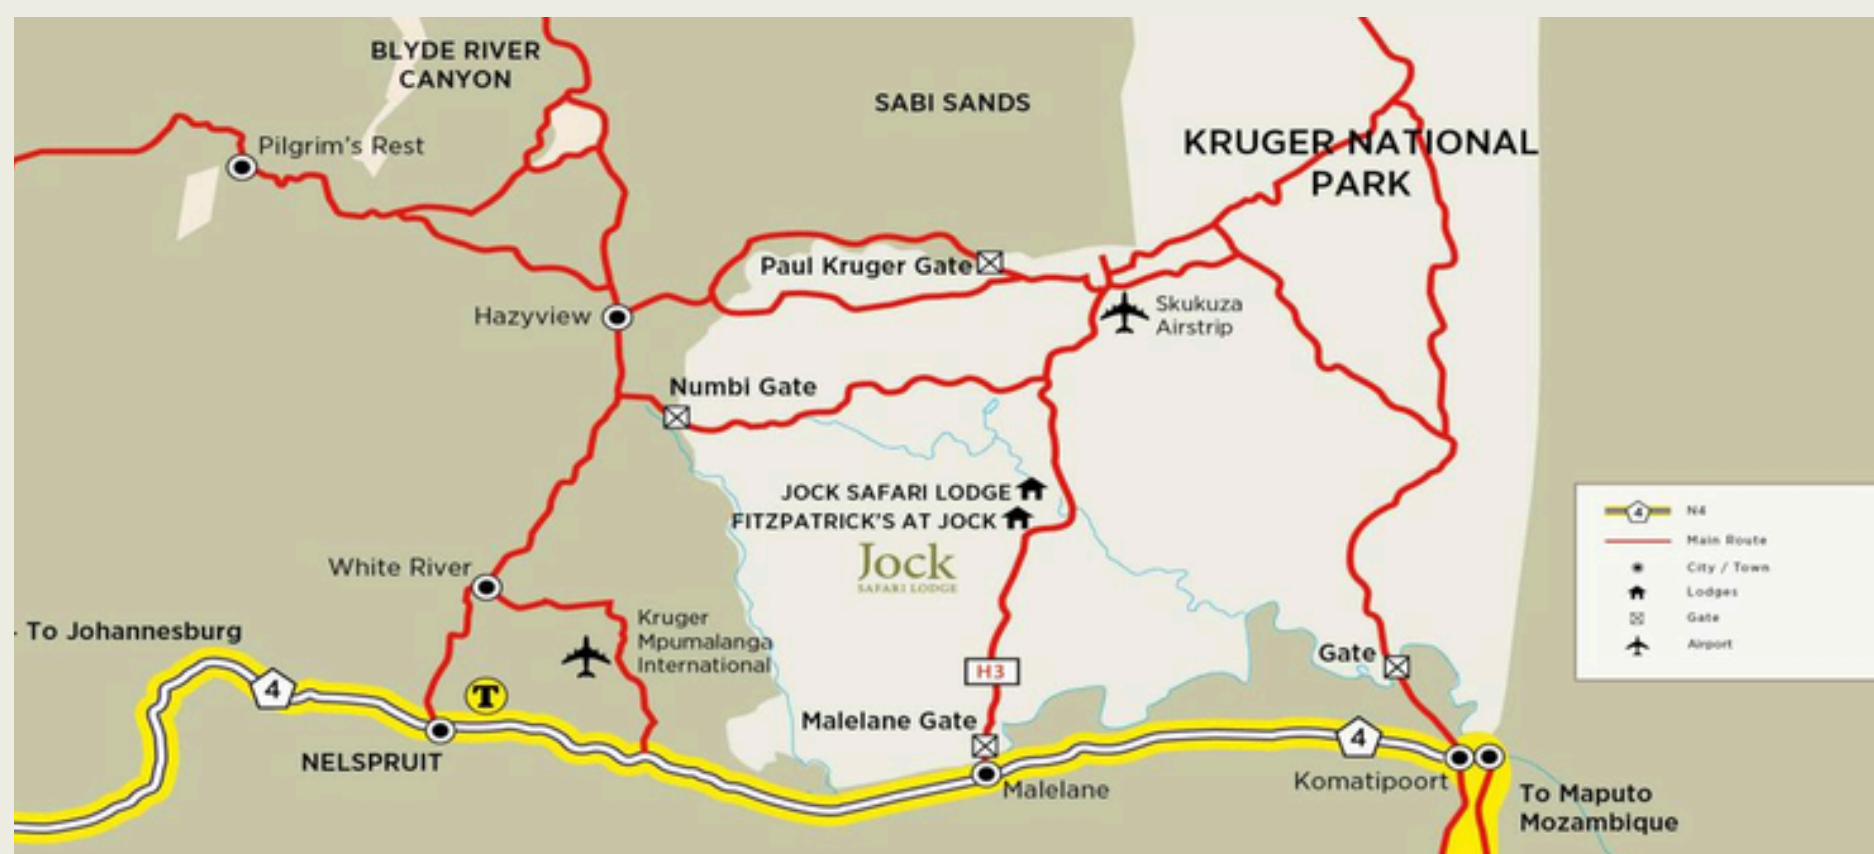 BLYDE RIVER
CANYON
SABI SANDS
KRUGER NATIONAL
PARK
Pilgrim's Rest
Paul Kruger Gate
Hazyview
Skukuza
Airstrip
Numbi Gate
JOCK SAFARI LODGE
FITZPATRICK'S AT JOCK
Jock
SAFARI LODGE
White River
Kruger
Mpumalanga
International
To Johannesburg
4
T
H3
Gate
Malelane Gate
NELSPRUIT
4
Malelane
Komatipoort
To Maputo
Mozambique
4 N4
Main Route
City / Town
Lodges
Gate
Airport